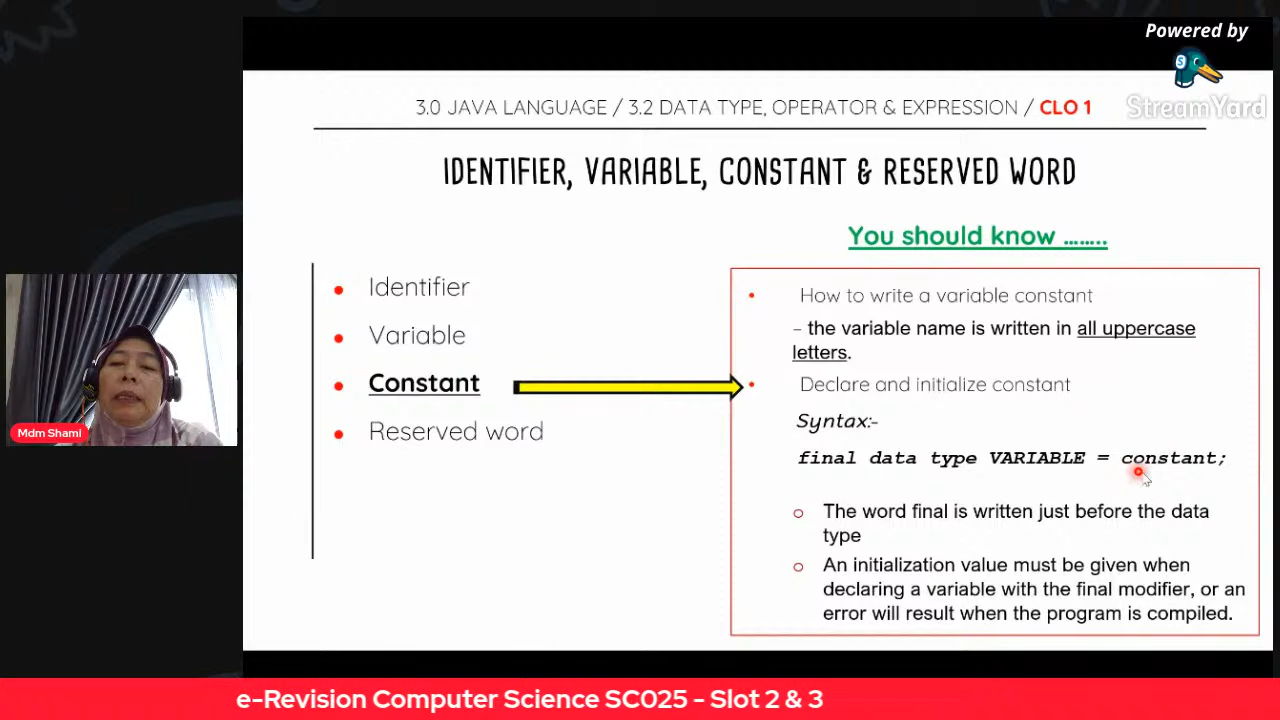 Powered by
StreamYard
3.0 JAVA LANGUAGE / 3.2 DATA TYPE, OPERATOR & EXPRESSION / CLO 1
IDENTIFIER, VARIABLE, CONSTANT & RESERVED WORD
• Identifier
• Variable
• Constant
• Reserved word
You should know ........
• How to write a variable constant
– the variable name is written in all uppercase
letters.
• Declare and initialize constant
Syntax:-
final data type VARIABLE = constant;
o The word final is written just before the data
type
o An initialization value must be given when
declaring a variable with the final modifier, or an
error will result when the program is compiled.
Mdm Shami
e-Revision Computer Science SC025 - Slot 2 & 3